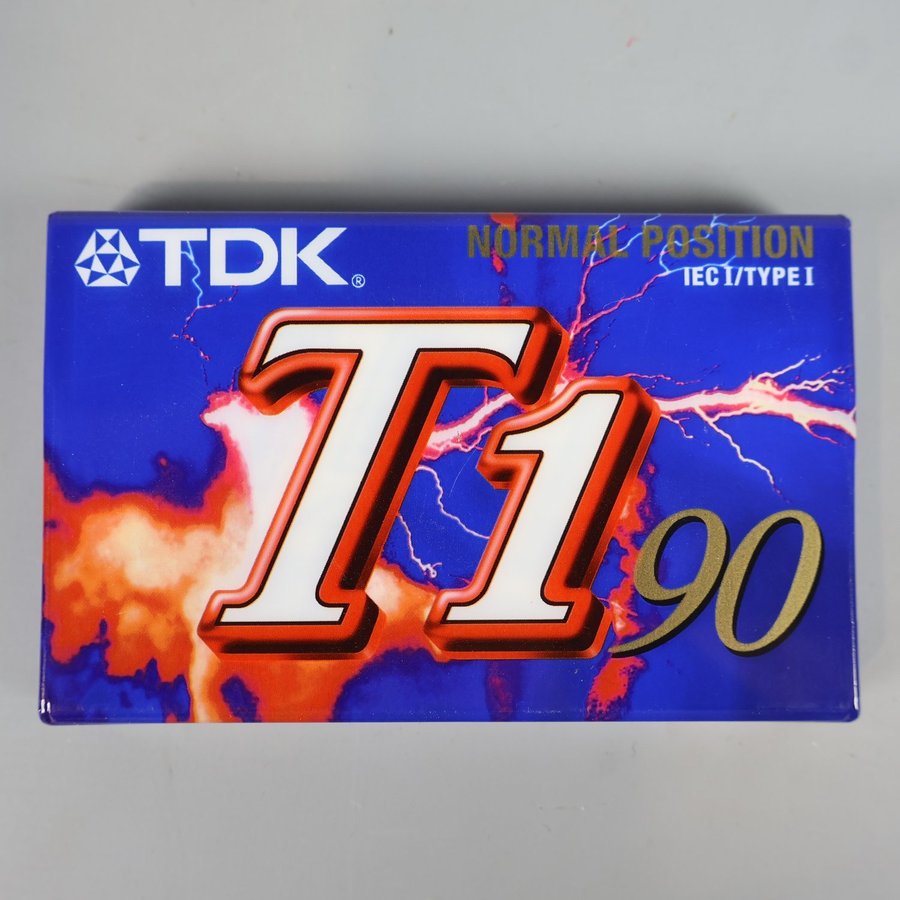 TDK®
NORMAL POSITION
IEC I/TYPE I
T1
90